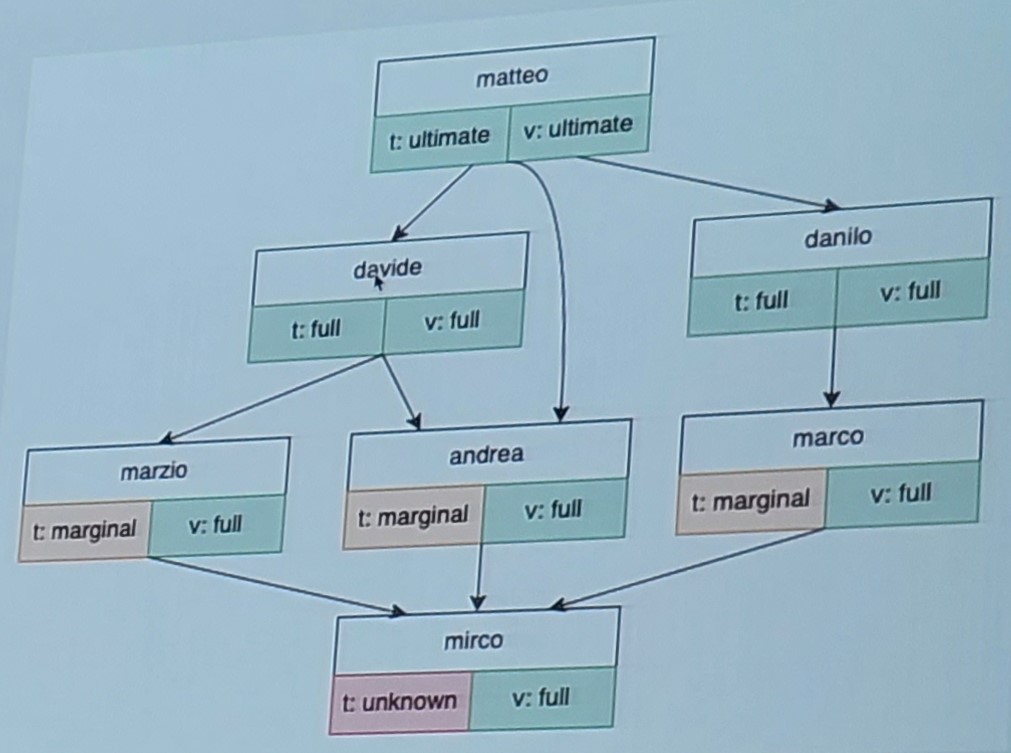 matteo
t: ultimate v: ultimate
davide
t: full v: full
danilo
t: full v: full
marzio
t: marginal v: full
andrea
t: marginal v: full
marco
t: marginal v: full
mirco
t: unknown v: full